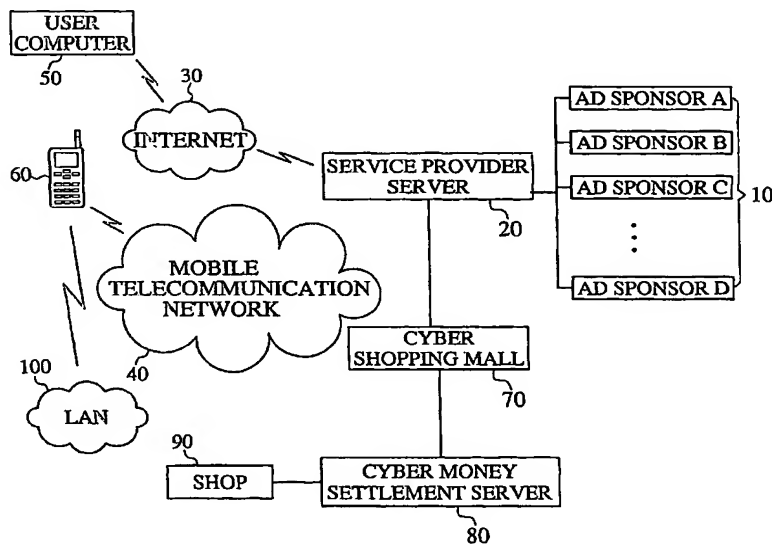 USER
COMPUTER
50
30
INTERNET
60
SERVICE PROVIDER
SERVER
20
AD SPONSOR A
AD SPONSOR B
AD SPONSOR C
AD SPONSOR D
10
MOBILE
TELECOMMUNICATION
NETWORK
40
100
LAN
CYBER
SHOPPING MALL
70
90
SHOP
CYBER MONEY
SETTLEMENT SERVER
80